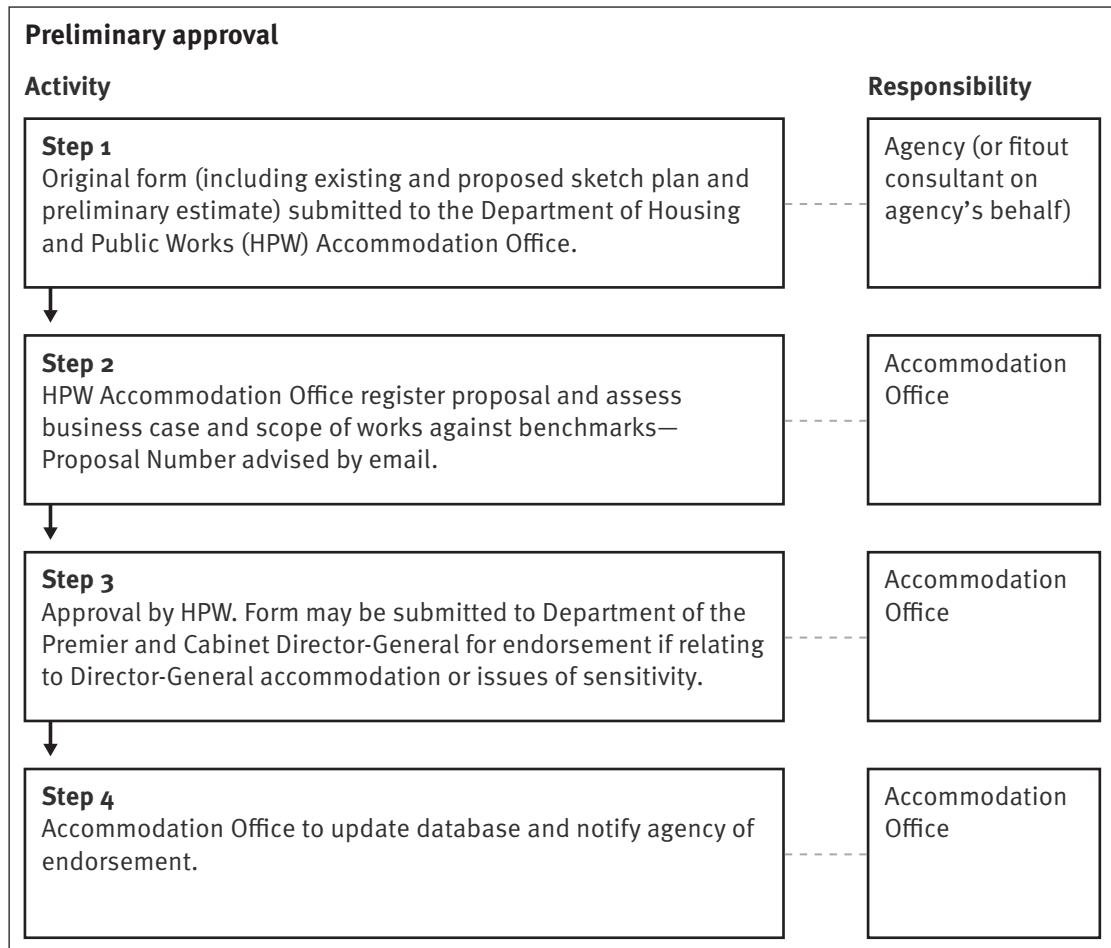 Preliminary approval
Activity
Responsibility
Step 1
Original form (including existing and proposed sketch plan and
preliminary estimate) submitted to the Department of Housing
and Public Works (HPW) Accommodation Office.
Agency (or fitout
consultant on
agency’s behalf)
Step 2
HPW Accommodation Office register proposal and assess
business case and scope of works against benchmarks—
Proposal Number advised by email.
Accommodation
Office
Step 3
Approval by HPW. Form may be submitted to Department of the
Premier and Cabinet Director-General for endorsement if relating
to Director-General accommodation or issues of sensitivity.
Accommodation
Office
Step 4
Accommodation Office to update database and notify agency of
endorsement.
Accommodation
Office